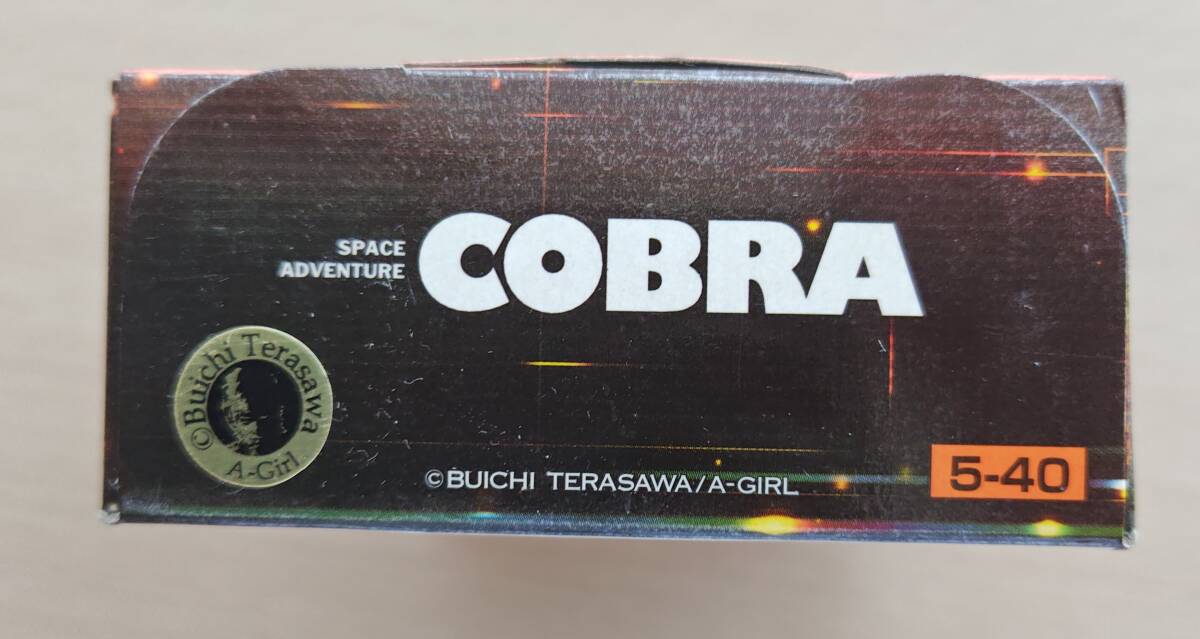 SPACE
ADVENTURE
COBRA
©Buichi Terasawa
A-Girl
©BUICHI TERASAWA/A-GIRL
5-40